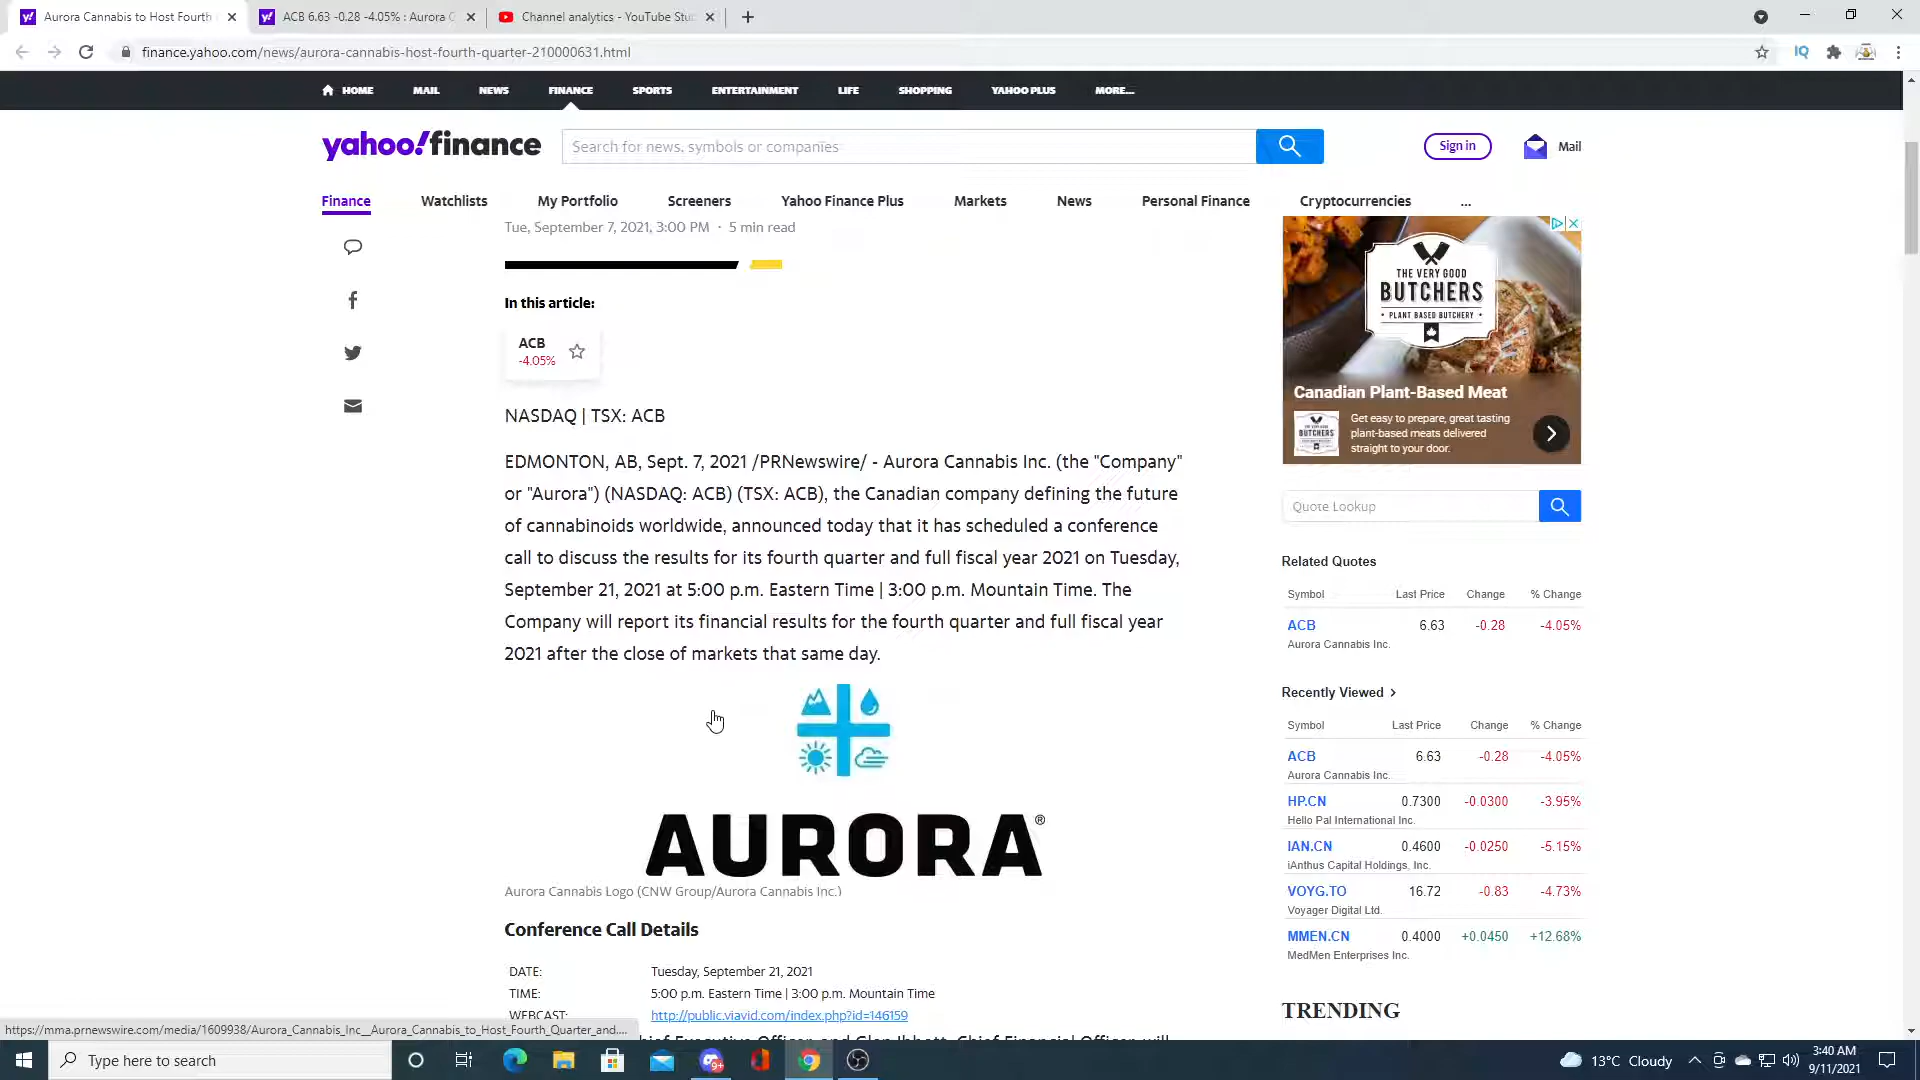 Aurora Cannabis to Host Fourth
ACB 6.63 -0.28 -4.05% : Aurora C
Channel analytics - YouTube Stu
finance.yahoo.com/news/aurora-cannabis-host-fourth-quarter-210000631.html
IQ
HOME MAIL NEWS FINANCE SPORTS ENTERTAINMENT LIFE SHOPPING YAHOO PLUS MORE...
yahoo!finance
Search for news, symbols or companies
Sign in
Mail
Finance Watchlists My Portfolio Screeners Yahoo Finance Plus Markets News Personal Finance Cryptocurrencies ...
Tue, September 7, 2021, 3:00 PM · 5 min read
In this article:
ACB
-4.05%
NASDAQ | TSX: ACB
EDMONTON, AB, Sept. 7, 2021 /PRNewswire/ - Aurora Cannabis Inc. (the "Company"
or "Aurora") (NASDAQ: ACB) (TSX: ACB), the Canadian company defining the future
of cannabinoids worldwide, announced today that it has scheduled a conference
call to discuss the results for its fourth quarter and full fiscal year 2021 on Tuesday,
September 21, 2021 at 5:00 p.m. Eastern Time | 3:00 p.m. Mountain Time. The
Company will report its financial results for the fourth quarter and full fiscal year
2021 after the close of markets that same day.
AURORA®
Aurora Cannabis Logo (CNW Group/Aurora Cannabis Inc.)
Conference Call Details
DATE: Tuesday, September 21, 2021
TIME: 5:00 p.m. Eastern Time | 3:00 p.m. Mountain Time
WEBCAST: http://public.viavid.com/index.php?id=146159
hief Executive Officer and Glen Ibbott, Chief Financial Officer, will
THE VERY GOOD
BUTCHERS
• PLANT BASED BUTCHERY •
Canadian Plant-Based Meat
THE VERY GOOD
BUTCHERS
Get easy to prepare, great tasting
plant-based meats delivered
straight to your door.
Quote Lookup
Related Quotes
Symbol Last Price Change % Change
ACB 6.63 -0.28 -4.05%
Aurora Cannabis Inc.
Recently Viewed >
Symbol Last Price Change % Change
ACB 6.63 -0.28 -4.05%
Aurora Cannabis Inc.
HP.CN 0.7300 -0.0300 -3.95%
Hello Pal International Inc.
IAN.CN 0.4600 -0.0250 -5.15%
iAnthus Capital Holdings, Inc.
VOYG.TO 16.72 -0.83 -4.73%
Voyager Digital Ltd.
MMEN.CN 0.4000 +0.0450 +12.68%
MedMen Enterprises Inc.
TRENDING
https://mma.prnewswire.com/media/1609938/Aurora_Cannabis_Inc__Aurora_Cannabis_to_Host_Fourth_Quarter_and....
Type here to search
9+
13°C Cloudy
3:40 AM
9/11/2021